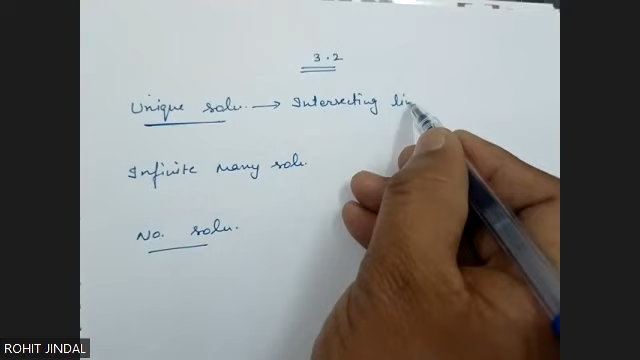 3.2
Unique solu. → Intersecting li
Infinite many solu.
No. solu.
ROHIT JINDAL